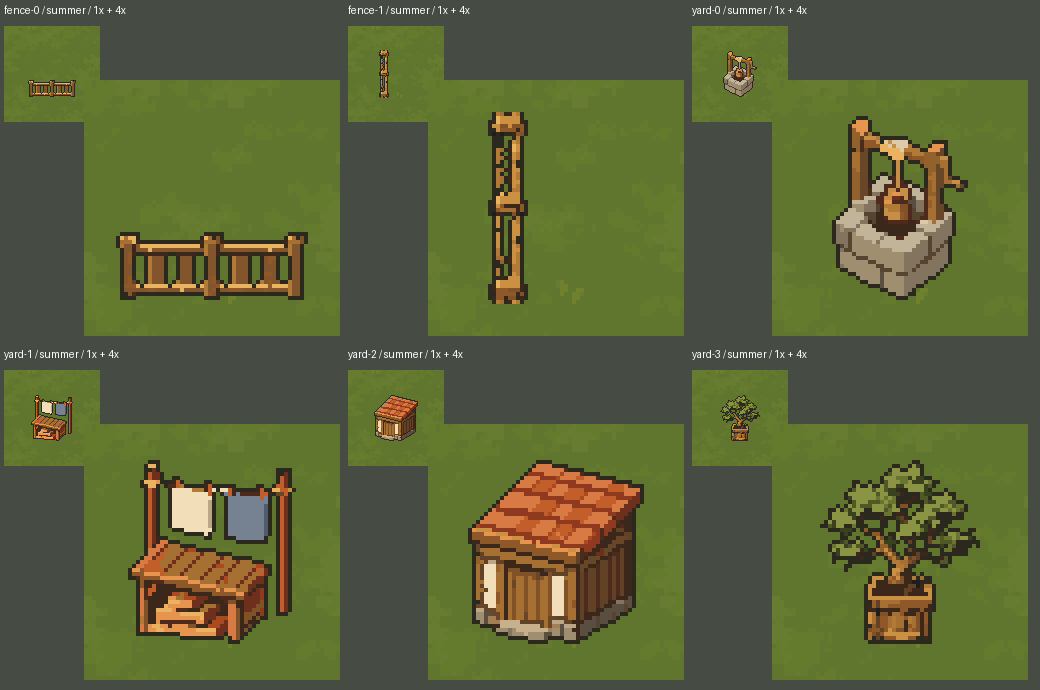 fence-0 / summer / 1x + 4x
fence-1 / summer / 1x + 4x
yard-0 / summer / 1x + 4x
yard-1 / summer / 1x + 4x
yard-2 / summer / 1x + 4x
yard-3 / summer / 1x + 4x